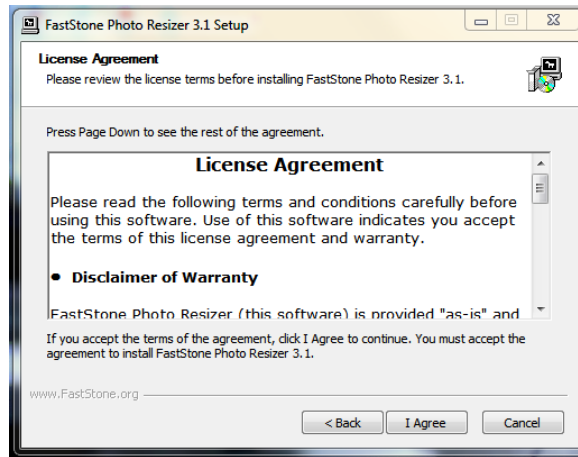 FastStone Photo Resizer 3.1 Setup
License Agreement
Please review the license terms before installing FastStone Photo Resizer 3.1.
Press Page Down to see the rest of the agreement.
License Agreement
Please read the following terms and conditions carefully before
using this software. Use of this software indicates you accept
the terms of this license agreement and warranty.
• Disclaimer of Warranty
FastStone Photo Resizer (this software) is provided "as-is" and
If you accept the terms of the agreement, click I Agree to continue. You must accept the
agreement to install FastStone Photo Resizer 3.1.
www.FastStone.org
< Back I Agree Cancel